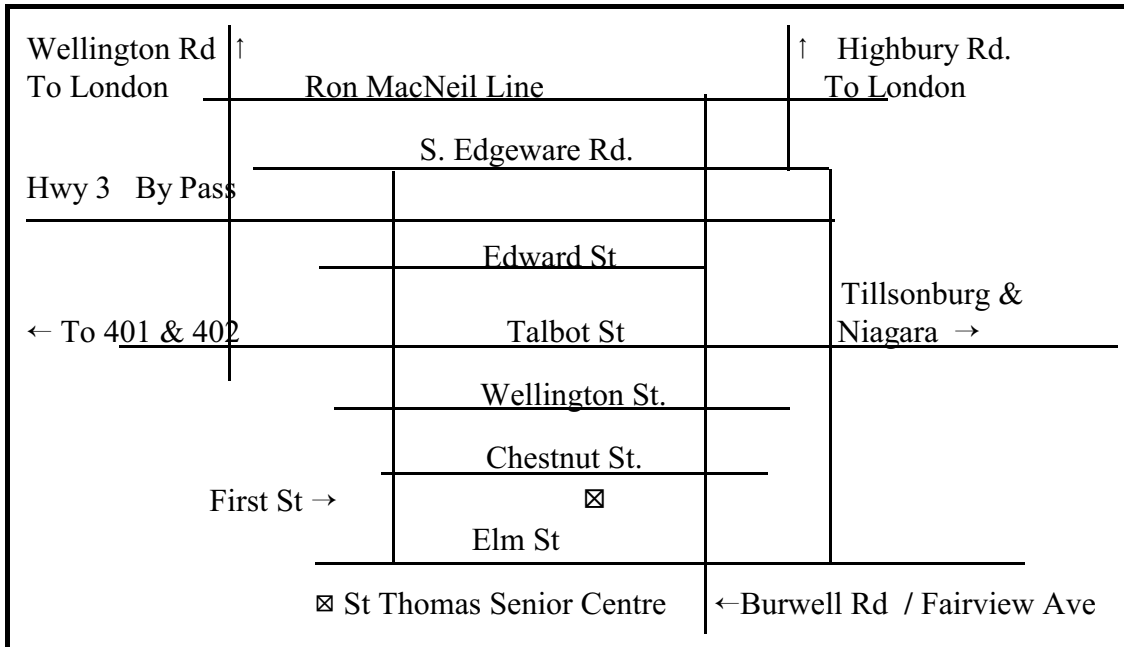 Wellington Rd ↑
To London
↑ Highbury Rd.
To London
Ron MacNeil Line
S. Edgeware Rd.
Hwy 3 By Pass
Edward St
Tillsonburg &
Niagara →
← To 401 & 402
Talbot St
Wellington St.
Chestnut St.
First St →
☒
Elm St
☒ St Thomas Senior Centre
←Burwell Rd / Fairview Ave